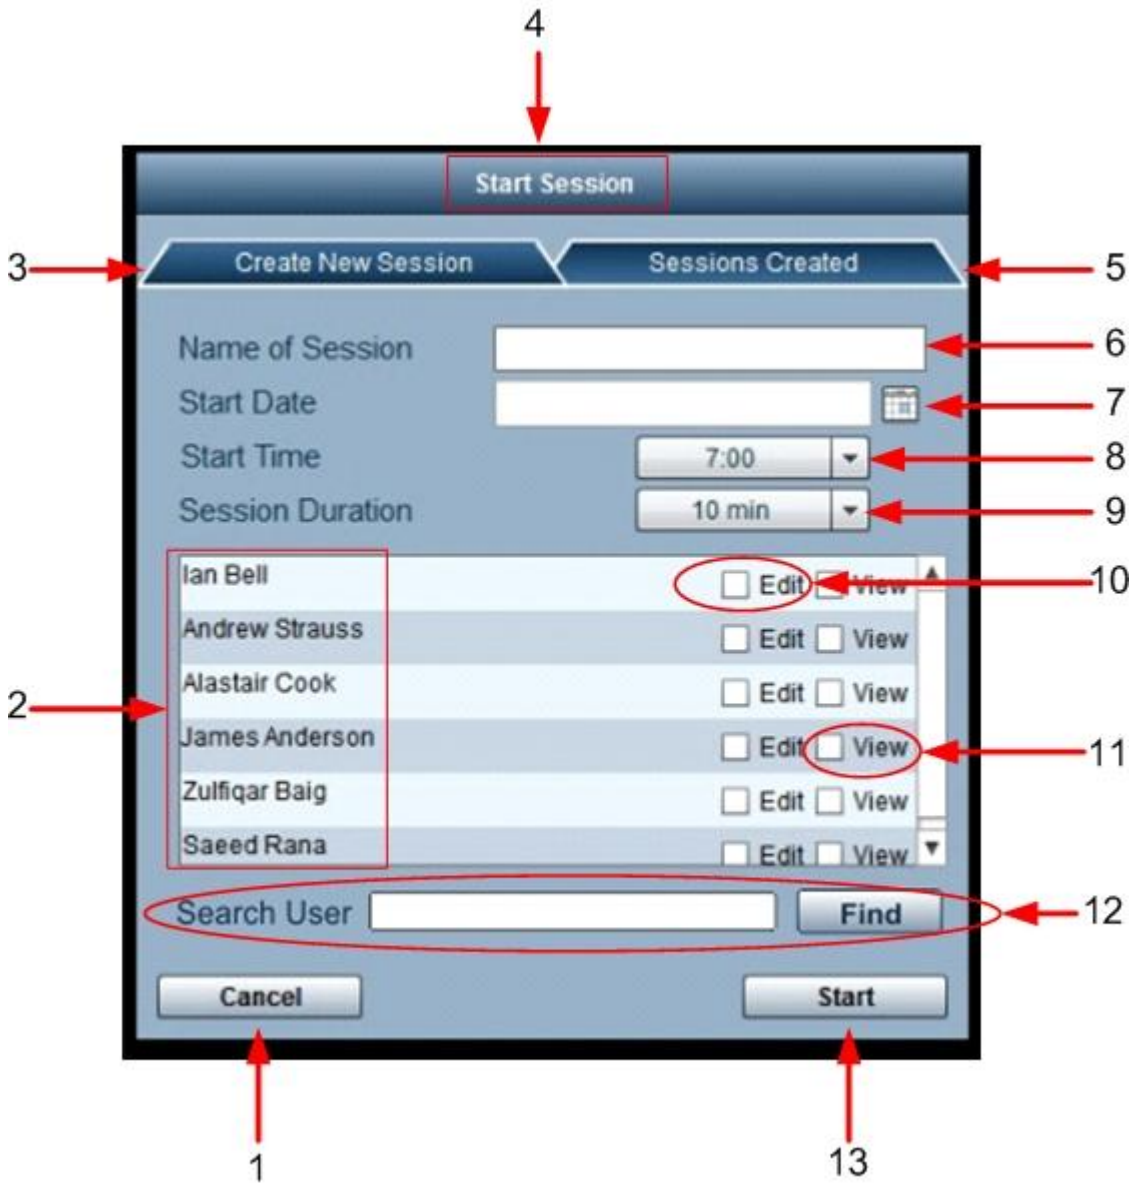 4
Start Session
3 Create New Session Sessions Created 5
Name of Session 6
Start Date 7
Start Time 7:00 8
Session Duration 10 min 9
Ian Bell Edit View 10
Andrew Strauss Edit View
Alastair Cook Edit View
2
James Anderson Edit View 11
Zulfiqar Baig Edit View
Saeed Rana Edit View
Search User Find 12
Cancel Start
1 13